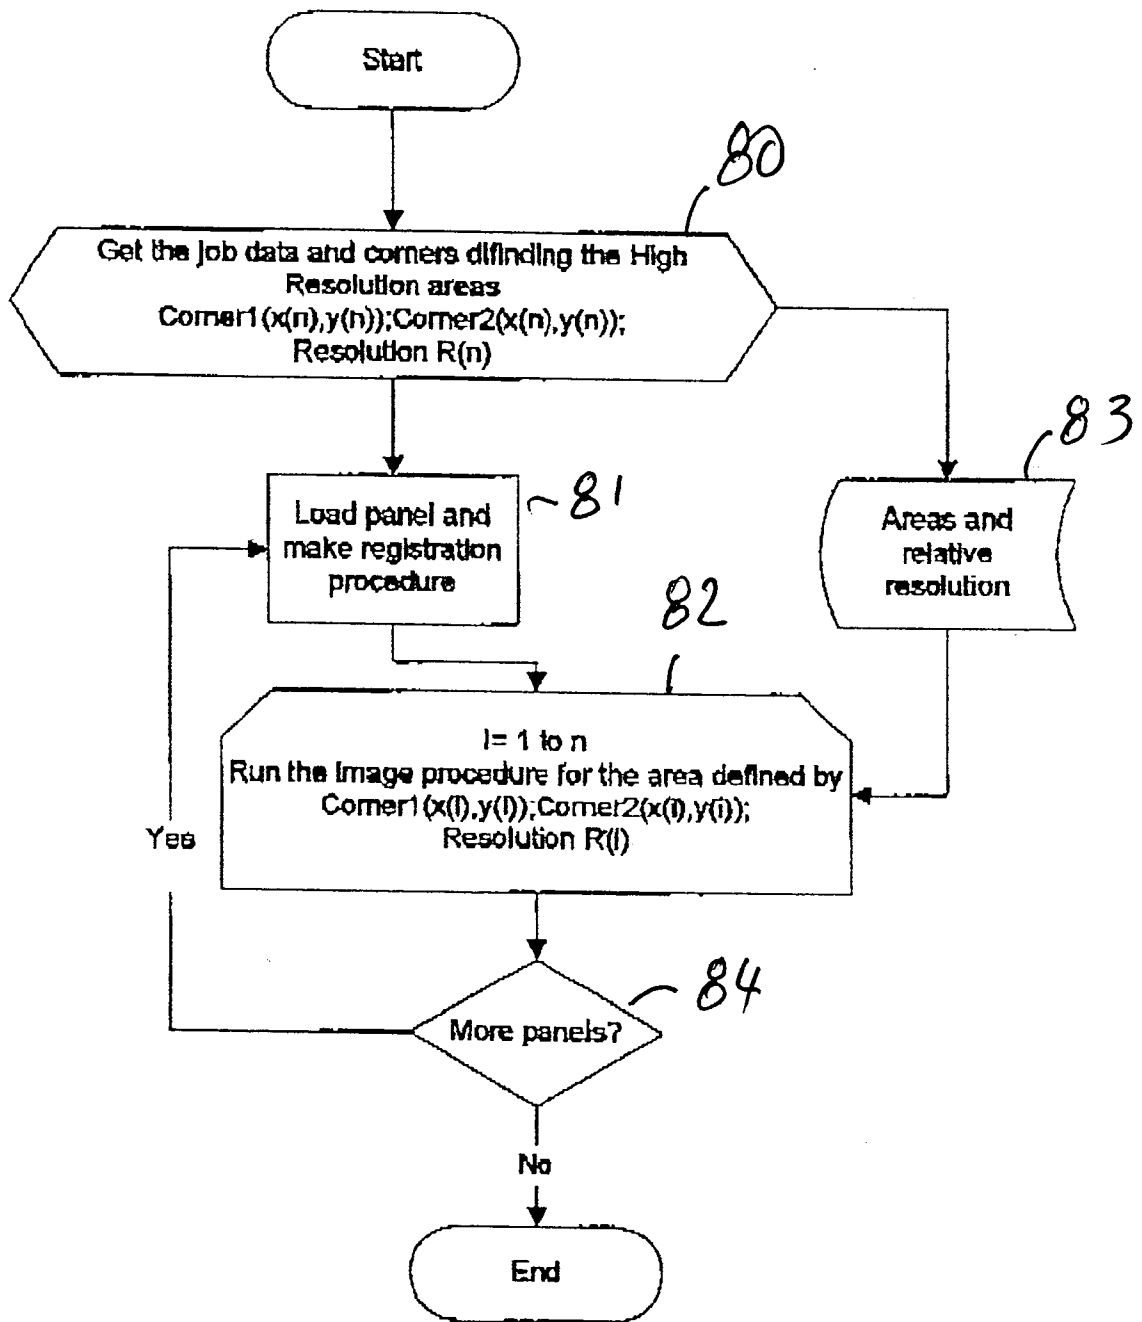 Start
80
Get the job data and corners difinding the High
Resolution areas
Corner1(x(n),y(n));Corner2(x(n),y(n));
Resolution R(n)
83
81
Load panel and
make registration
procedure
Areas and
relative
resolution
82
i= 1 to n
Run the image procedure for the area defined by
Corner1(x(i),y(i));Corner2(x(i),y(i));
Resolution R(i)
Yes
84
More panels?
No
End